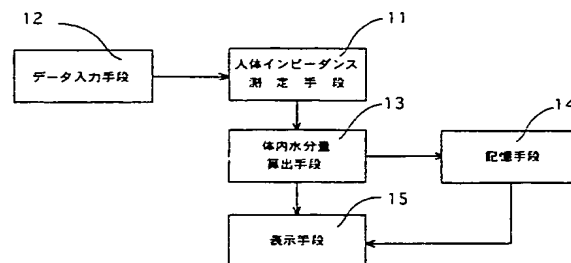 12
11
データ入力手段
人体インピーダンス
測定手段
13
14
体内水分量
算出手段
記憶手段
15
表示手段